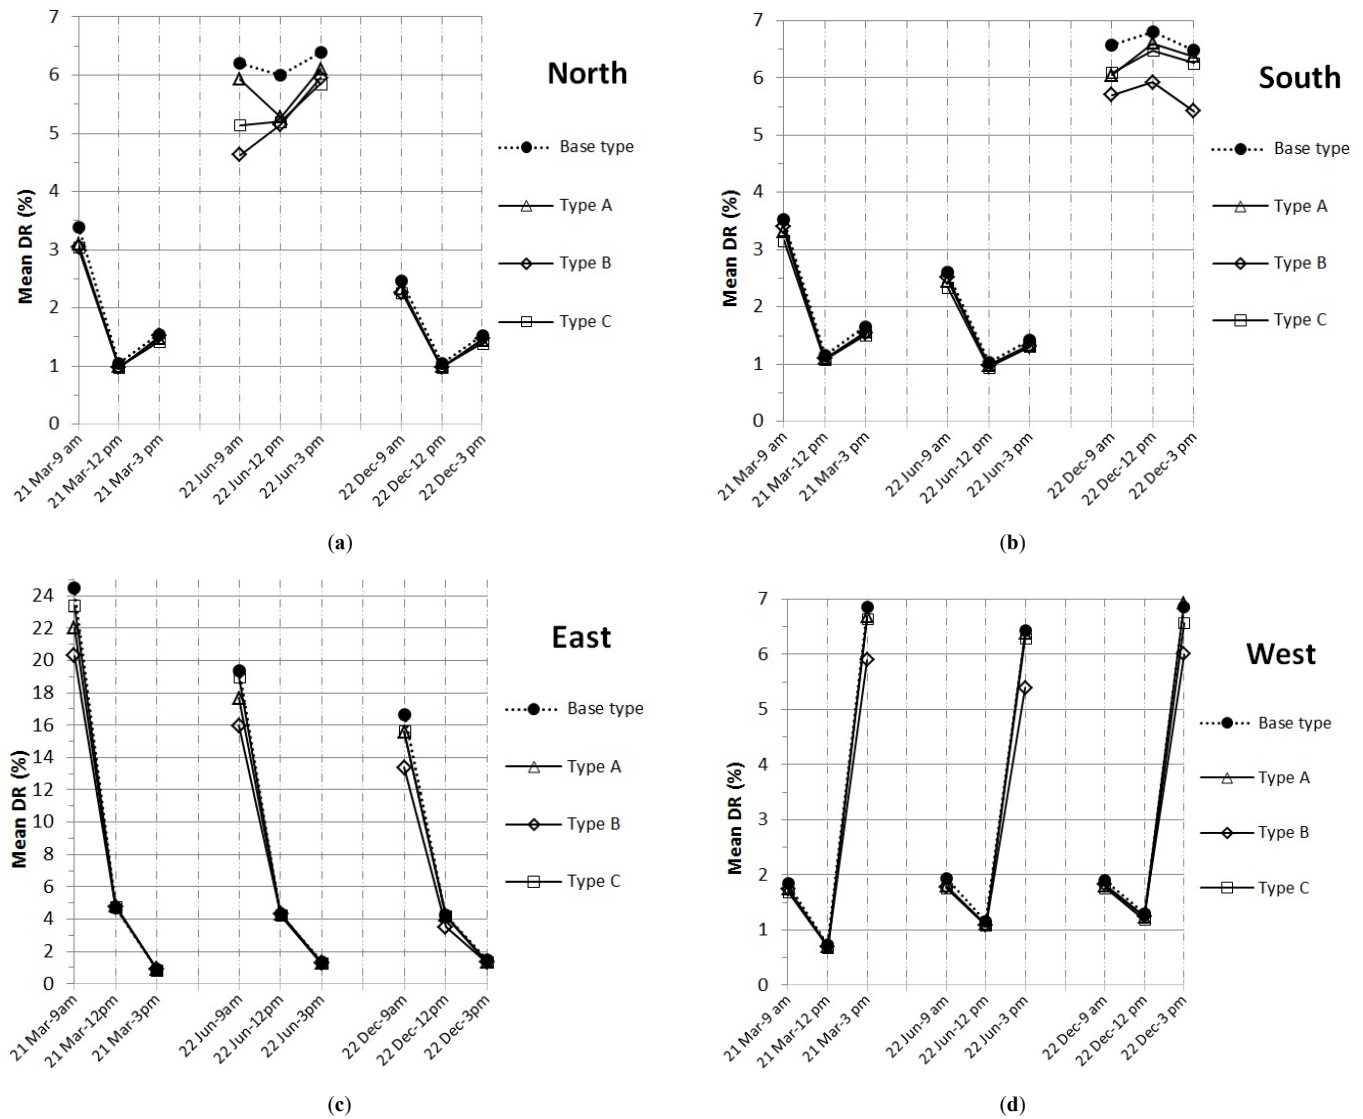 7
6
5
4
3
2
1
0
Mean DR (%)
21 Mar-9 am
21 Mar-12 pm
21 Mar-3 pm
22 Jun-9 am
22 Jun-12 pm
22 Jun-3 pm
22 Dec-9 am
22 Dec-12 pm
22 Dec-3 pm
North
Base type
Type A
Type B
Type C
(a)
7
6
5
4
3
2
1
0
Mean DR (%)
21 Mar-9 am
21 Mar-12 pm
21 Mar-3 pm
22 Jun-9 am
22 Jun-12 pm
22 Jun-3 pm
22 Dec-9 am
22 Dec-12 pm
22 Dec-3 pm
South
Base type
Type A
Type B
Type C
(b)
24
22
20
18
16
14
12
10
8
6
4
2
0
Mean DR (%)
21 Mar-9am
21 Mar-12pm
21 Mar-3pm
22 Jun-9am
22 Jun-12pm
22 Jun-3pm
22 Dec-9am
22 Dec-12pm
22 Dec-3pm
East
Base type
Type A
Type B
Type C
(c)
7
6
5
4
3
2
1
0
Mean DR (%)
21 Mar-9 am
21 Mar-12 pm
21 Mar-3 pm
22 Jun-9 am
22 Jun-12 pm
22 Jun-3 pm
22 Dec-9 am
22 Dec-12 pm
22 Dec-3 pm
West
Base type
Type A
Type B
Type C
(d)